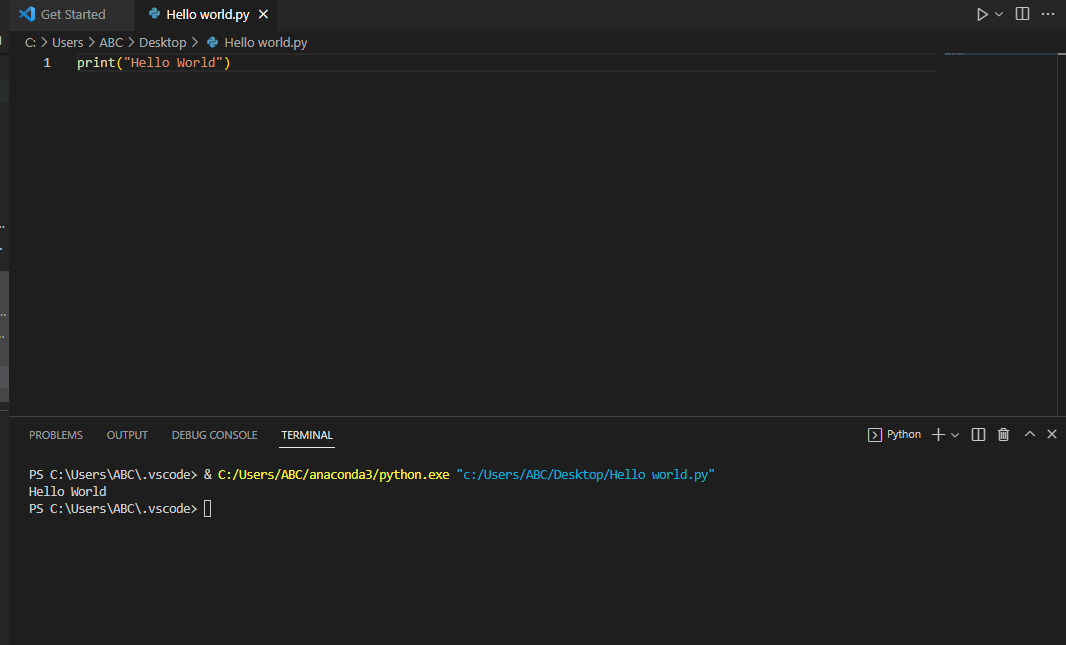 Get Started Hello world.py
C: > Users > ABC > Desktop > Hello world.py
1 print("Hello World")
PROBLEMS OUTPUT DEBUG CONSOLE TERMINAL Python
PS C:\Users\ABC\.vscode> & C:/Users/ABC/anaconda3/python.exe "c:/Users/ABC/Desktop/Hello world.py"
Hello World
PS C:\Users\ABC\.vscode>